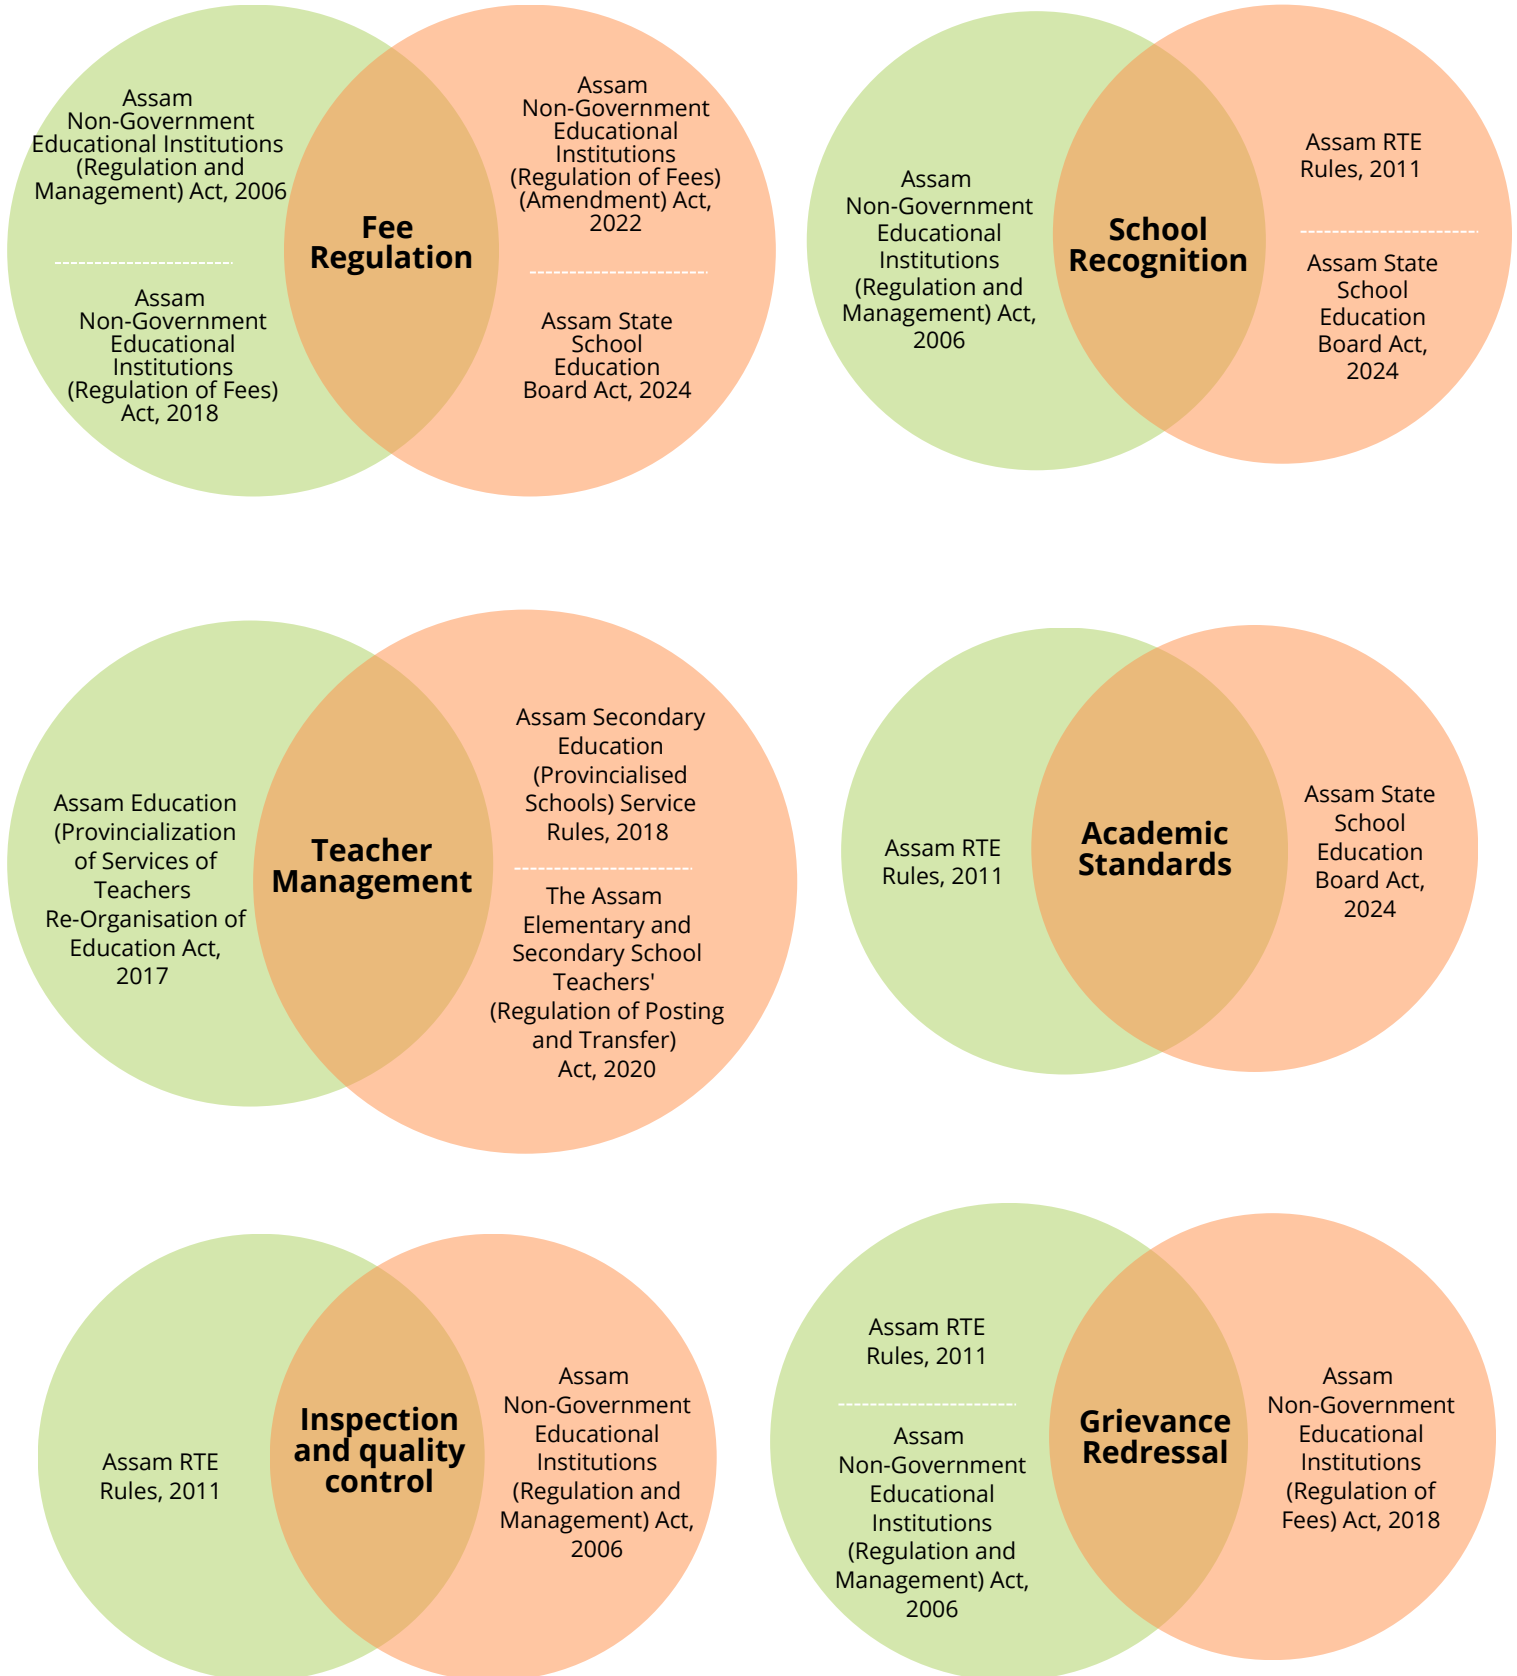 Assam
Non-Government
Educational Institutions
(Regulation and
Management) Act, 2006
Assam
Non-Government
Educational
Institutions
(Regulation of Fees)
Act, 2018
Fee
Regulation
Assam
Non-Government
Educational
Institutions
(Regulation of Fees)
(Amendment) Act,
2022
Assam State
School
Education
Board Act, 2024
Assam
Non-Government
Educational
Institutions
(Regulation and
Management) Act,
2006
School
Recognition
Assam RTE
Rules, 2011
Assam State
School
Education
Board Act,
2024
Assam Education
(Provincialization
of Services of
Teachers
Re-Organisation of
Education Act,
2017
Teacher
Management
Assam Secondary
Education
(Provincialised
Schools) Service
Rules, 2018
The Assam
Elementary and
Secondary School
Teachers'
(Regulation of Posting
and Transfer)
Act, 2020
Assam RTE
Rules, 2011
Academic
Standards
Assam State
School
Education
Board Act,
2024
Assam RTE
Rules, 2011
Inspection
and quality
control
Assam
Non-Government
Educational
Institutions
(Regulation and
Management) Act,
2006
Assam RTE
Rules, 2011
Assam
Non-Government
Educational
Institutions
(Regulation and
Management) Act,
2006
Grievance
Redressal
Assam
Non-Government
Educational
Institutions
(Regulation of
Fees) Act, 2018